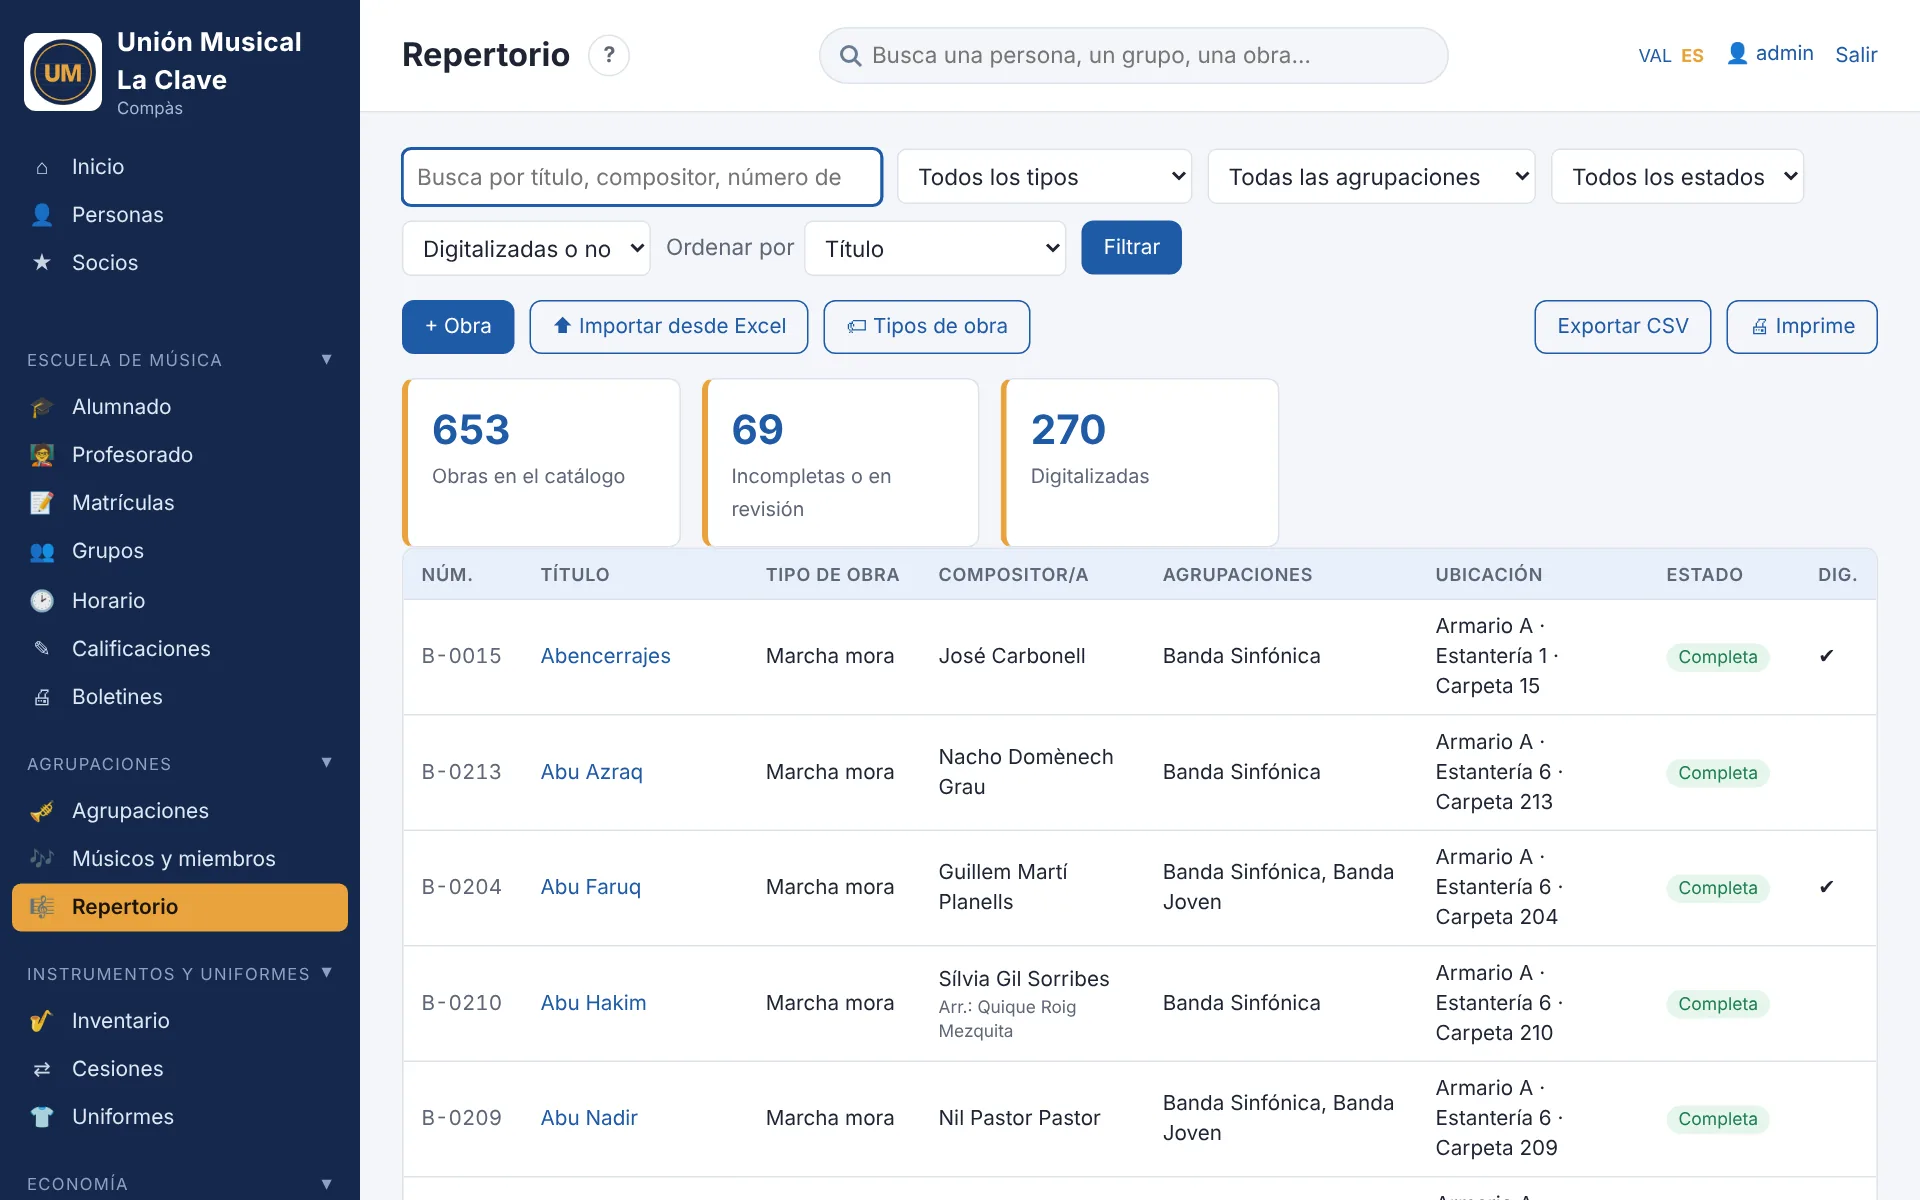 UM
Unión Musical
La Clave
Compàs
Inicio
Personas
Socios
ESCUELA DE MÚSICA
Alumnado
Profesorado
Matrículas
Grupos
Horario
Calificaciones
Boletines
AGRUPACIONES
Agrupaciones
Músicos y miembros
Repertorio
INSTRUMENTOS Y UNIFORMES
Inventario
Cesiones
Uniformes
ECONOMÍA
Repertorio ?
Busca una persona, un grupo, una obra...
VAL ES admin Salir
Busca por título, compositor, número de
Todos los tipos
Todas las agrupaciones
Todos los estados
Digitalizadas o no
Ordenar por
Título
Filtrar
+ Obra
Importar desde Excel
Tipos de obra
Exportar CSV
Imprime
653
Obras en el catálogo
69
Incompletas o en
revisión
270
Digitalizadas
NÚM. TÍTULO TIPO DE OBRA COMPOSITOR/A AGRUPACIONES UBICACIÓN ESTADO DIG.
B-0015 Abencerrajes Marcha mora José Carbonell Banda Sinfónica
Armario A ·
Estantería 1 ·
Carpeta 15
Completa ✔
B-0213 Abu Azraq Marcha mora
Nacho Domènech
Grau
Banda Sinfónica
Armario A ·
Estantería 6 ·
Carpeta 213
Completa
B-0204 Abu Faruq Marcha mora
Guillem Martí
Planells
Banda Sinfónica, Banda
Joven
Armario A ·
Estantería 6 ·
Carpeta 204
Completa ✔
B-0210 Abu Hakim Marcha mora
Sílvia Gil Sorribes
Arr.: Quique Roig
Mezquita
Banda Sinfónica
Armario A ·
Estantería 6 ·
Carpeta 210
Completa
B-0209 Abu Nadir Marcha mora Nil Pastor Pastor
Banda Sinfónica, Banda
Joven
Armario A ·
Estantería 6 ·
Carpeta 209
Completa